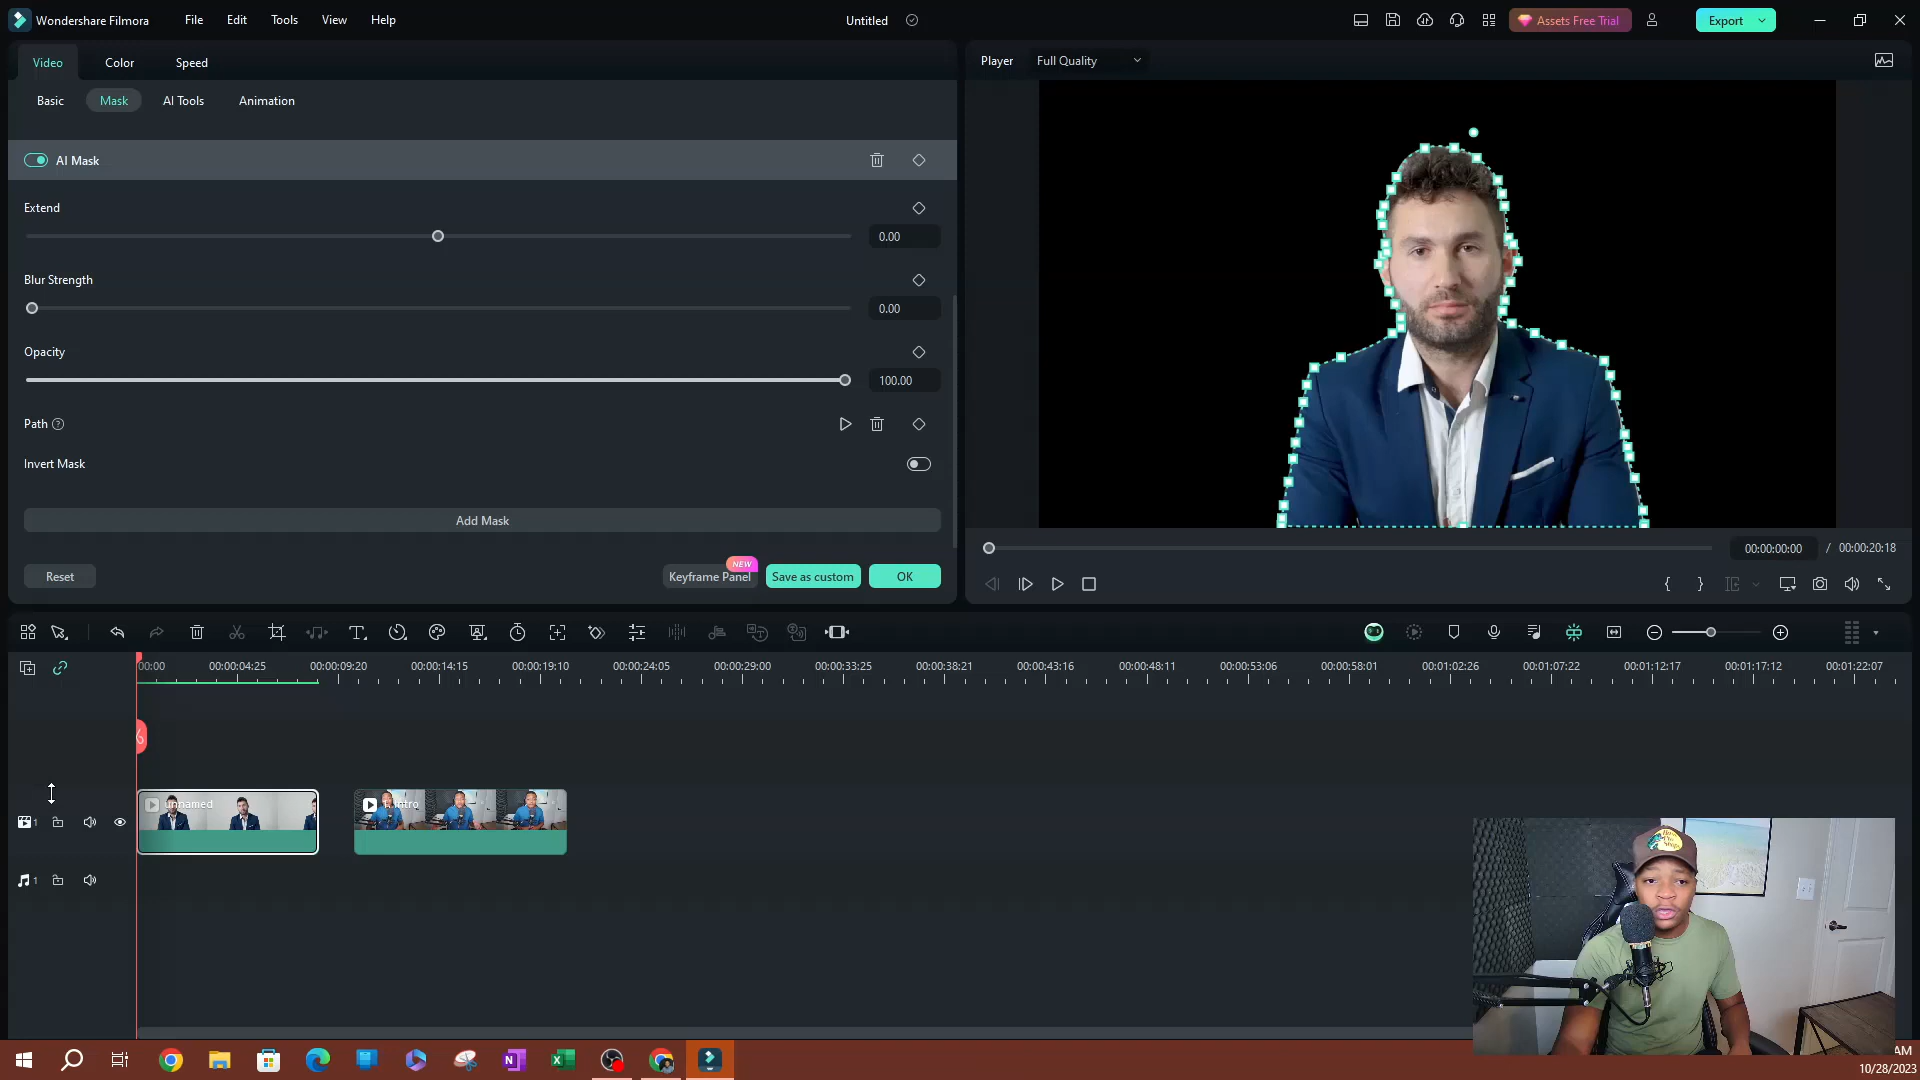 Wondershare Filmora
File
Edit
Tools
View
Help
Untitled
Assets Free Trial
Export
Video
Color
Speed
Player
Full Quality
Basic
Mask
AI Tools
Animation
AI Mask
Extend
0.00
Blur Strength
0.00
Opacity
100.00
Path
Invert Mask
Add Mask
00:00:00:00 / 00:00:20:18
Reset
NEW
Keyframe Panel
Save as custom
OK
00:00
00:00:04:25
00:00:09:20
00:00:14:15
00:00:19:10
00:00:24:05
00:00:29:00
00:00:33:25
00:00:38:21
00:00:43:16
00:00:48:11
00:00:53:06
00:00:58:01
00:01:02:26
00:01:07:22
00:01:12:17
00:01:17:12
00:01:22:07
unnamed
intro
1
1
AM
10/28/2023